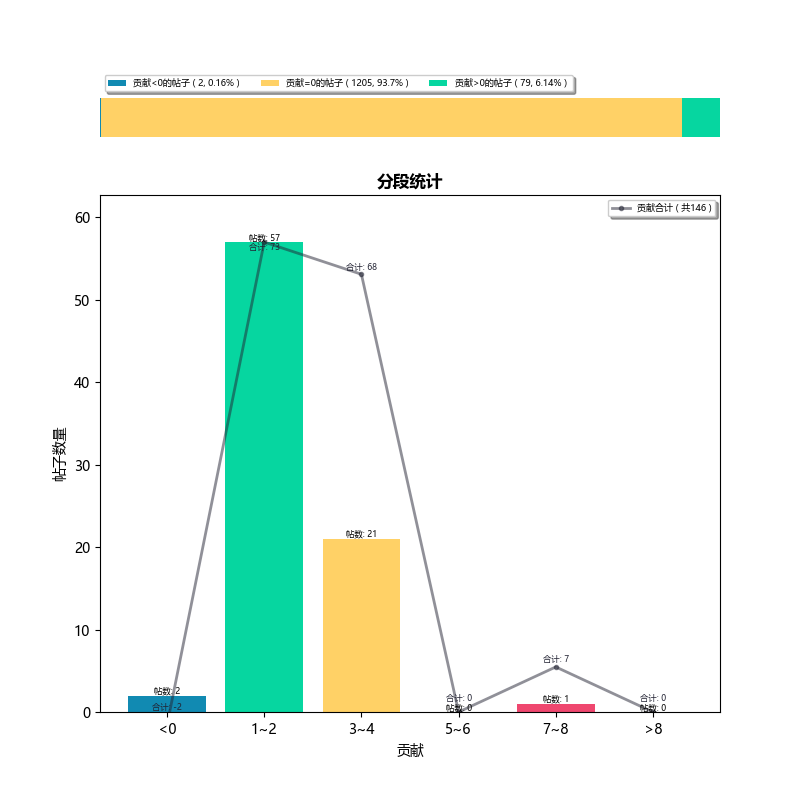 贡献<0的帖子 ( 2, 0.16% ) 贡献=0的帖子 ( 1205, 93.7% ) 贡献>0的帖子 ( 79, 6.14% )
分段统计
贡献合计 ( 共146 )
60
帖数: 57
合计: 73
合计: 68
50
40
帖子数量
30
帖数: 21
20
10
合计: 7
帖数: 2
合计: -2
合计: 0
帖数: 0
帖数: 1
合计: 0
帖数: 0
0
<0 1~2 3~4 5~6 7~8 >8
贡献